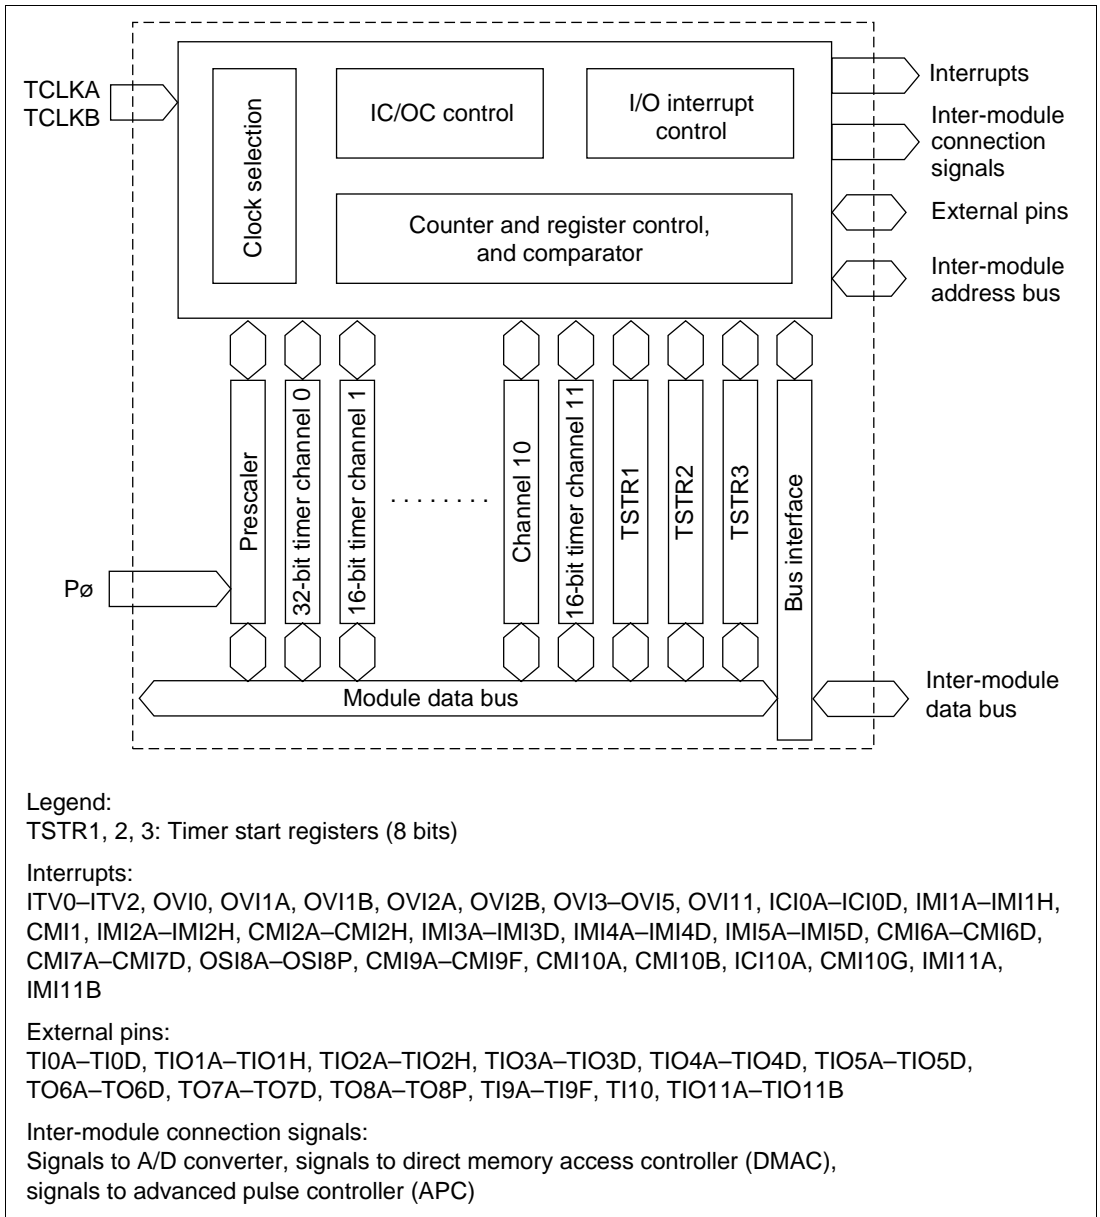 TCLKA
TCLKB
Clock selection
IC/OC control
I/O interrupt
control
Counter and register control,
and comparator
Interrupts
Inter-module
connection
signals
External pins
Inter-module
address bus
Prescaler
32-bit timer channel 0
16-bit timer channel 1
. . . . . . . .
Channel 10
16-bit timer channel 11
TSTR1
TSTR2
TSTR3
Bus interface
Pø
Module data bus
Inter-module
data bus
Legend:
TSTR1, 2, 3: Timer start registers (8 bits)
Interrupts:
ITV0–ITV2, OVI0, OVI1A, OVI1B, OVI2A, OVI2B, OVI3–OVI5, OVI11, ICI0A–ICI0D, IMI1A–IMI1H,
CMI1, IMI2A–IMI2H, CMI2A–CMI2H, IMI3A–IMI3D, IMI4A–IMI4D, IMI5A–IMI5D, CMI6A–CMI6D,
CMI7A–CMI7D, OSI8A–OSI8P, CMI9A–CMI9F, CMI10A, CMI10B, ICI10A, CMI10G, IMI11A,
IMI11B
External pins:
TI0A–TI0D, TIO1A–TIO1H, TIO2A–TIO2H, TIO3A–TIO3D, TIO4A–TIO4D, TIO5A–TIO5D,
TO6A–TO6D, TO7A–TO7D, TO8A–TO8P, TI9A–TI9F, TI10, TIO11A–TIO11B
Inter-module connection signals:
Signals to A/D converter, signals to direct memory access controller (DMAC),
signals to advanced pulse controller (APC)